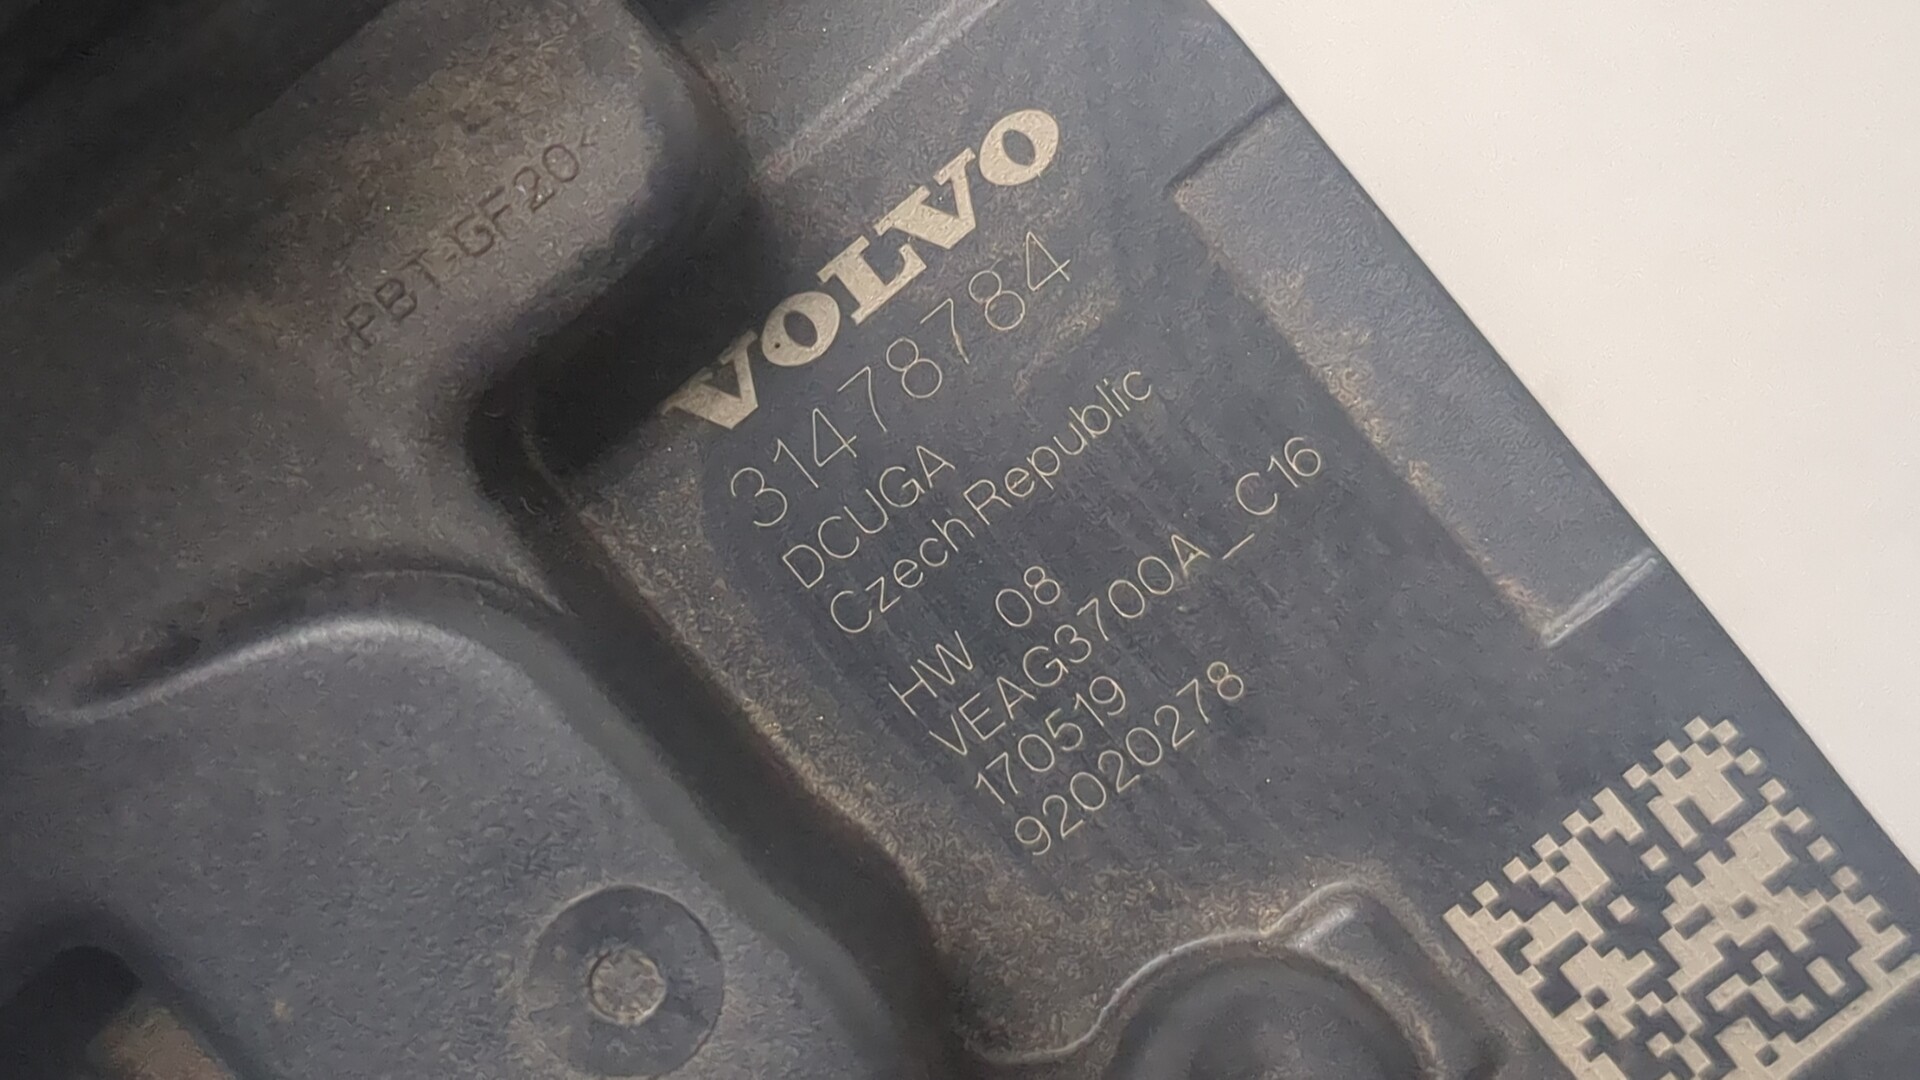 >PBT-GF20<
VOLVO
31478784
DCUGA
Czech Republic
HW 08
VEAG3700A_C16
170519
92020278